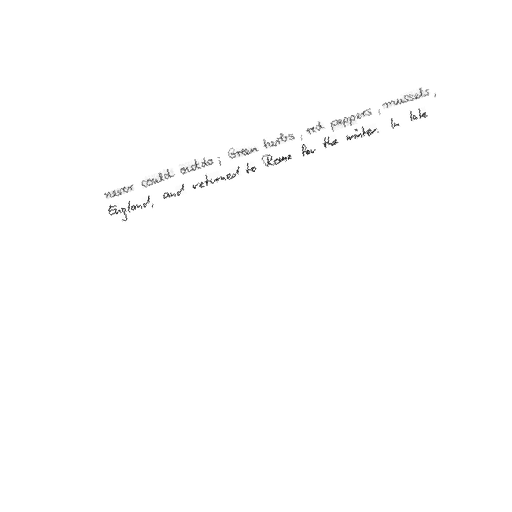 never could outdo; Green herbs, red peppers, mussels,
England, and returned to Rome for the winter. In late